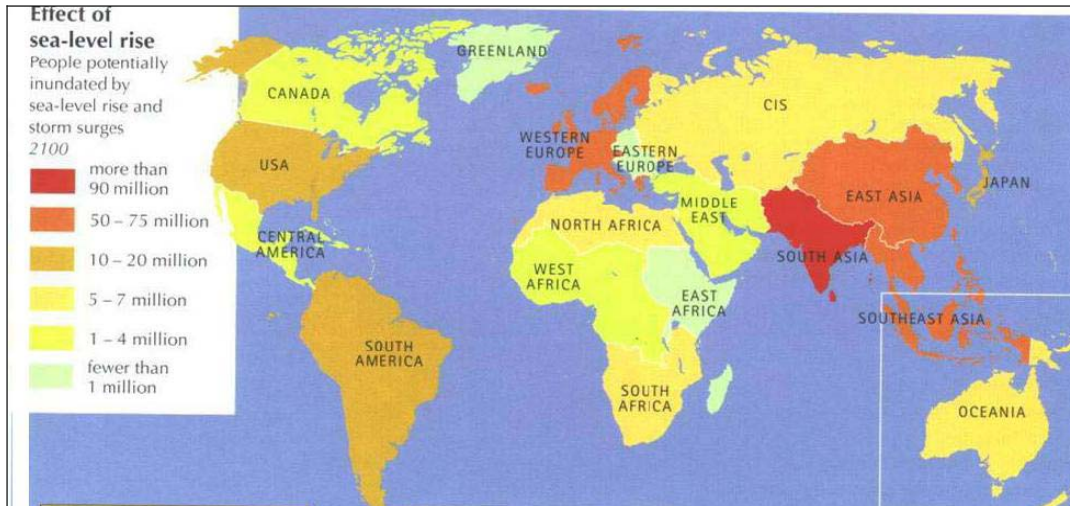 Effect of
sea-level rise
People potentially
inundated by
sea-level rise and
storm surges
2100
more than
90 million
50 – 75 million
10 – 20 million
5 – 7 million
1 – 4 million
fewer than
1 million
GREENLAND
CANADA
CIS
WESTERN
EUROPE
EASTERN
EUROPE
USA
JAPAN
EAST ASIA
MIDDLE
EAST
NORTH AFRICA
CENTRAL
AMERICA
SOUTH ASIA
WEST
AFRICA
EAST
AFRICA
SOUTHEAST ASIA
SOUTH
AMERICA
SOUTH
AFRICA
OCEANIA